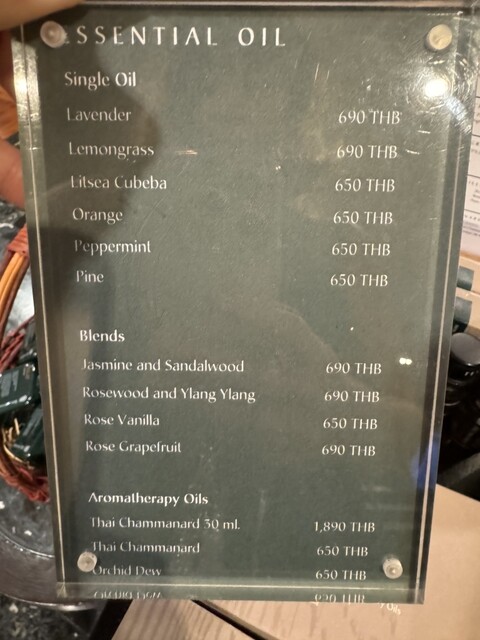 ESSENTIAL OIL
Single Oil
Lavender 690 THB
Lemongrass 690 THB
Litsea Cubeba 650 THB
Orange 650 THB
Peppermint 650 THB
Pine 650 THB
Blends
Jasmine and Sandalwood 690 THB
Rosewood and Ylang Ylang 690 THB
Rose Vanilla 650 THB
Rose Grapefruit 690 THB
Aromatherapy Oils
Thai Chammanard 30 ml. 1,890 THB
Thai Chammanard 650 THB
Orchid Dew 650 THB